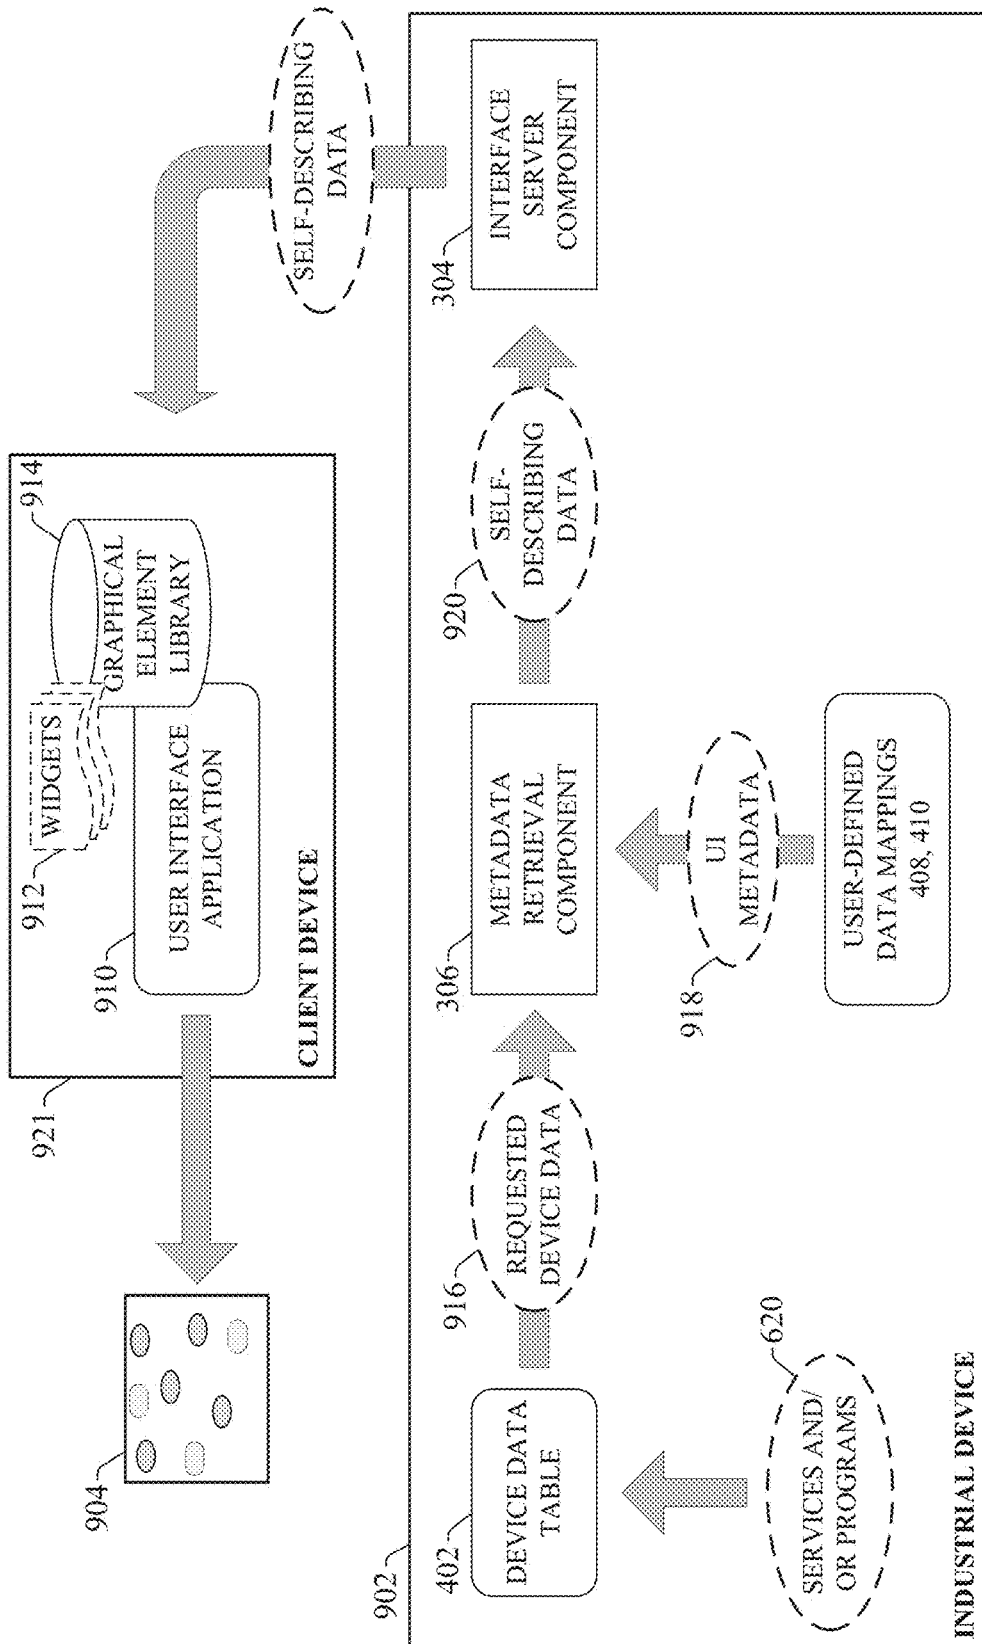 904
921
910
912
914
WIDGETS
GRAPHICAL
ELEMENT
LIBRARY
USER INTERFACE
APPLICATION
CLIENT DEVICE
SELF-DESCRIBING
DATA
902
402
DEVICE DATA
TABLE
916
REQUESTED
DEVICE DATA
306
METADATA
RETRIEVAL
COMPONENT
920
SELF-
DESCRIBING
DATA
304
INTERFACE
SERVER
COMPONENT
620
SERVICES AND/
OR PROGRAMS
918
UI
METADATA
USER-DEFINED
DATA MAPPINGS
408, 410
INDUSTRIAL DEVICE